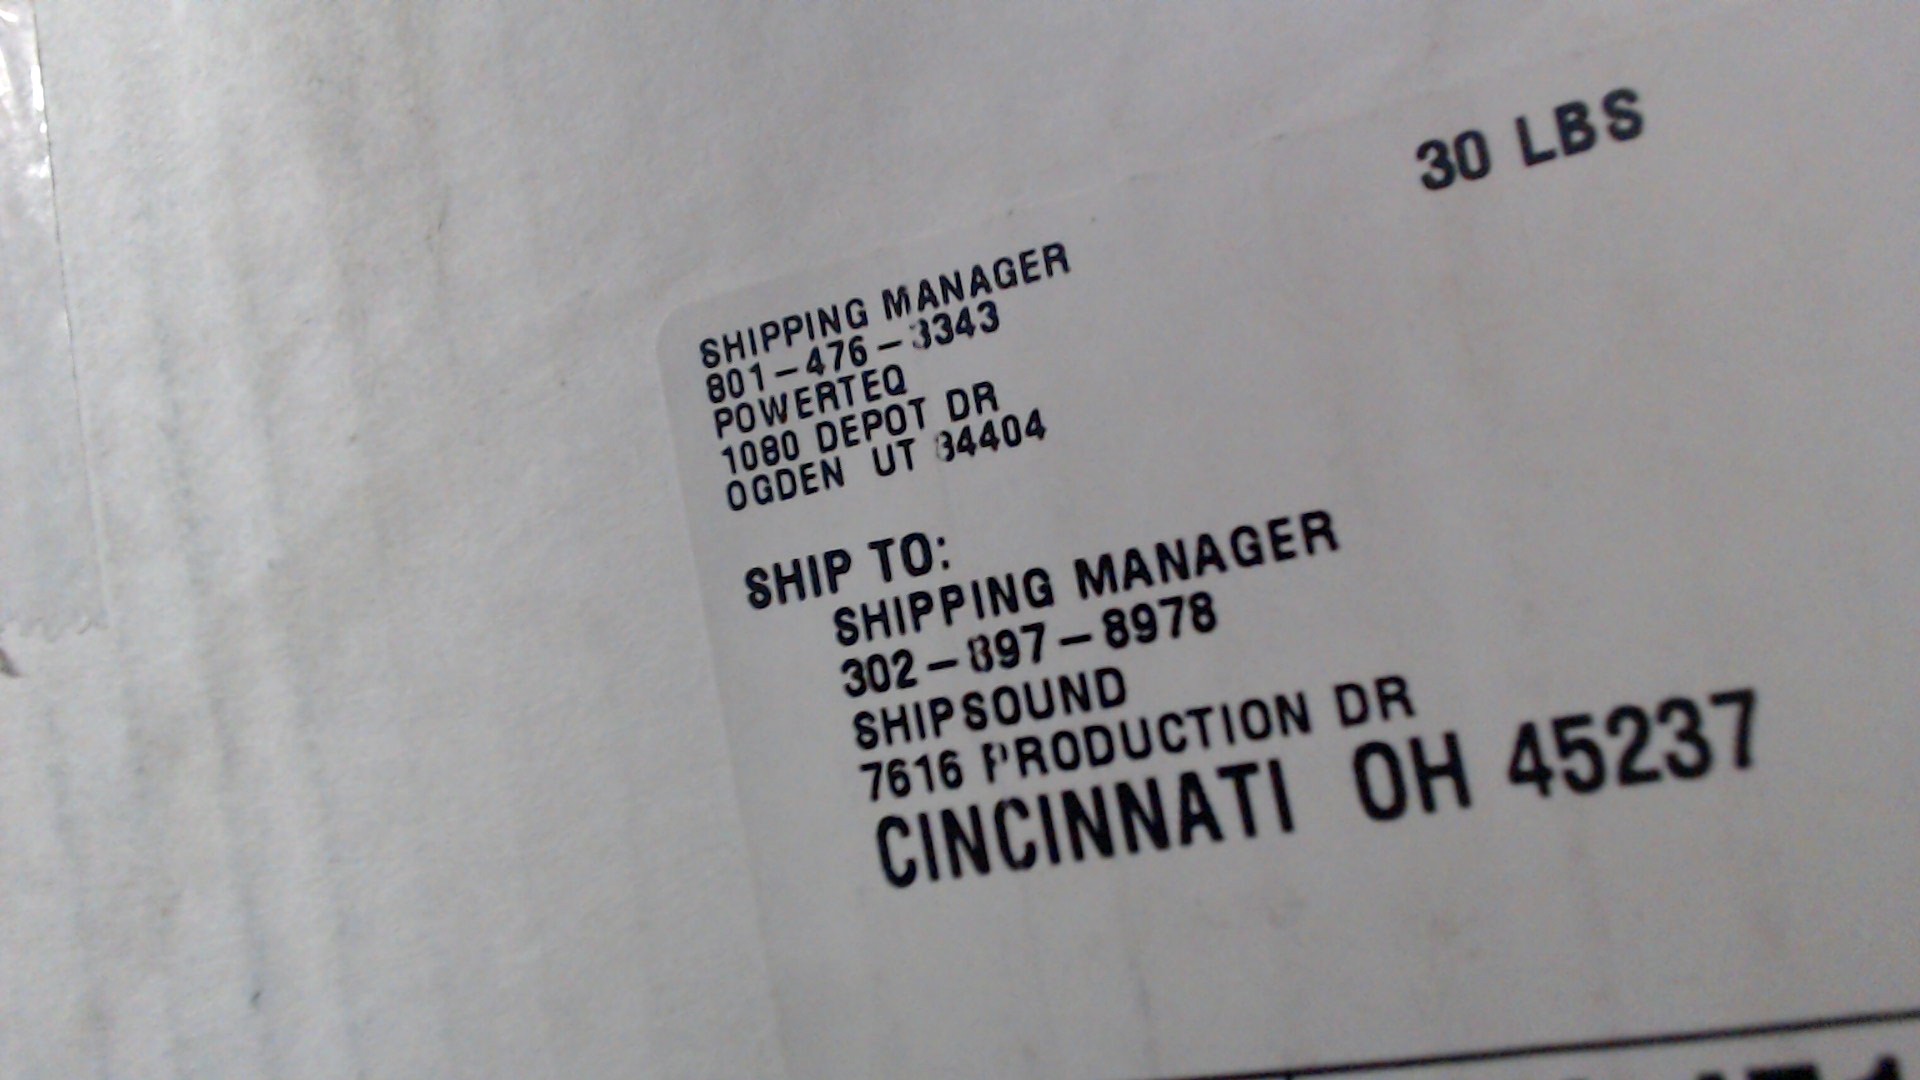 30 LBS
SHIPPING MANAGER
801-476-3343
POWERTEQ
1080 DEPOT DR
OGDEN UT 84404
SHIP TO:
SHIPPING MANAGER
302-897-8978
SHIPSOUND
7616 PRODUCTION DR
CINCINNATI OH 45237